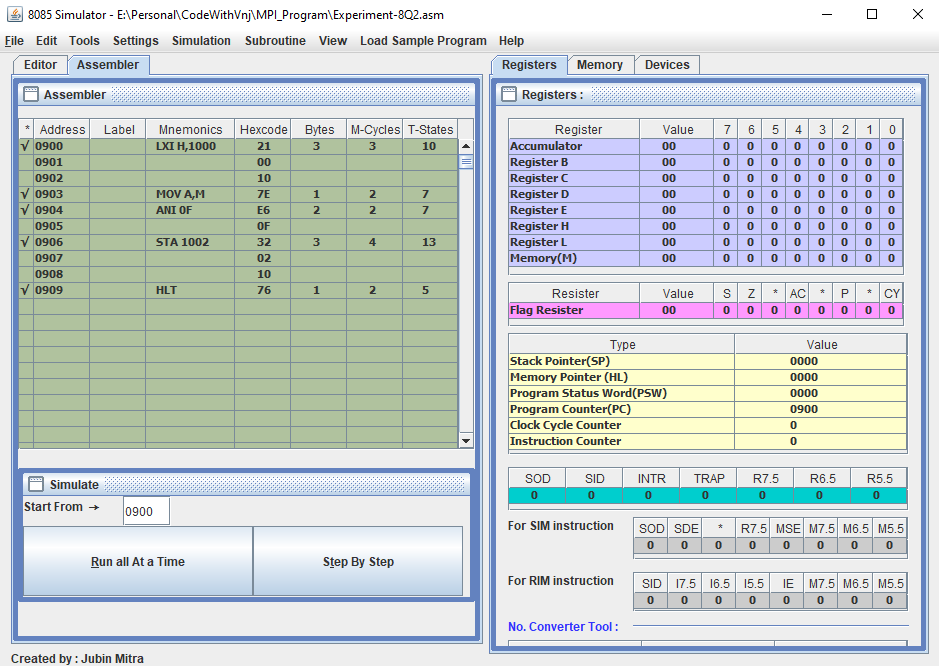 8085 Simulator - E:\Personal\CodeWithVnj\MPI_Program\Experiment-8Q2.asm
File Edit Tools Settings Simulation Subroutine View Load Sample Program Help
Editor Assembler
Assembler
* Address Label Mnemonics Hexcode Bytes M-Cycles T-States
√ 0900 LXI H,1000 21 3 3 10
0901 00
0902 10
√ 0903 MOV A,M 7E 1 2 7
√ 0904 ANI 0F E6 2 2 7
0905 0F
√ 0906 STA 1002 32 3 4 13
0907 02
0908 10
√ 0909 HLT 76 1 2 5
Simulate
Start From → 0900
Run all At a Time Step By Step
Created by : Jubin Mitra
Registers Memory Devices
Registers :
Register Value 7 6 5 4 3 2 1 0
Accumulator 00 0 0 0 0 0 0 0 0
Register B 00 0 0 0 0 0 0 0 0
Register C 00 0 0 0 0 0 0 0 0
Register D 00 0 0 0 0 0 0 0 0
Register E 00 0 0 0 0 0 0 0 0
Register H 00 0 0 0 0 0 0 0 0
Register L 00 0 0 0 0 0 0 0 0
Memory(M) 00 0 0 0 0 0 0 0 0
Resister Value S Z * AC * P * CY
Flag Resister 00 0 0 0 0 0 0 0 0
Type Value
Stack Pointer(SP) 0000
Memory Pointer (HL) 0000
Program Status Word(PSW) 0000
Program Counter(PC) 0900
Clock Cycle Counter 0
Instruction Counter 0
SOD SID INTR TRAP R7.5 R6.5 R5.5
0 0 0 0 0 0 0
For SIM instruction SOD SDE * R7.5 MSE M7.5 M6.5 M5.5
0 0 0 0 0 0 0 0
For RIM instruction SID I7.5 I6.5 I5.5 IE M7.5 M6.5 M5.5
0 0 0 0 0 0 0 0
No. Converter Tool :